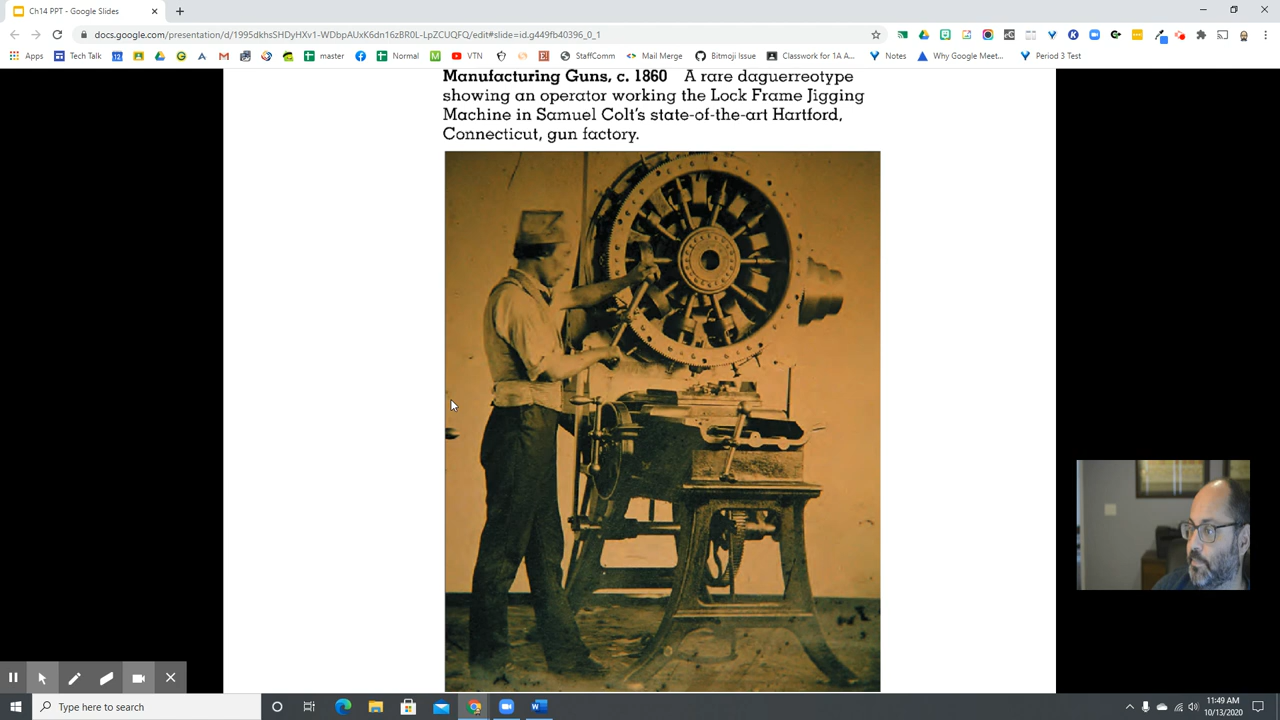 Ch14 PPT - Google Slides
docs.google.com/presentation/d/1995dkhsSHDyHXv1-WDbpAUxK6dn16zBR0L-LpZCUQFQ/edit#slide=id.g449fb40396_0_1
Apps Tech Talk master Normal VTN StaffComm Mail Merge Bitmoji Issue Classwork for 1A A... Notes Why Google Meet... Period 3 Test
Manufacturing Guns, c. 1860 A rare daguerreotype
showing an operator working the Lock Frame Jigging
Machine in Samuel Colt's state-of-the-art Hartford,
Connecticut, gun factory.
Type here to search
11:49 AM
10/13/2020